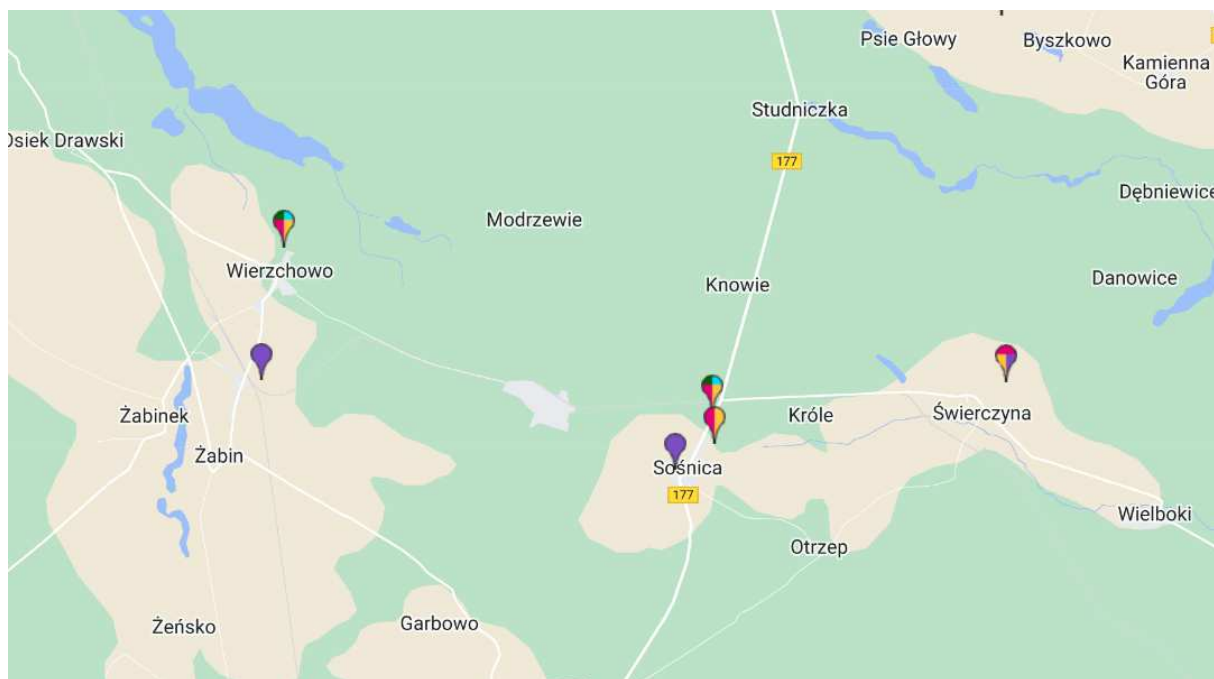 Psie Głowy
Byszkowo
Kamienna
Góra
Studniczka
Osiek Drawski
177
Dębniewice
Modrzewie
Wierzchowo
Knowie
Danowice
Żabinek
Króle
Świerczyna
Żabin
Sośnica
177
Wielboki
Otrzep
Żeńsko
Garbowo